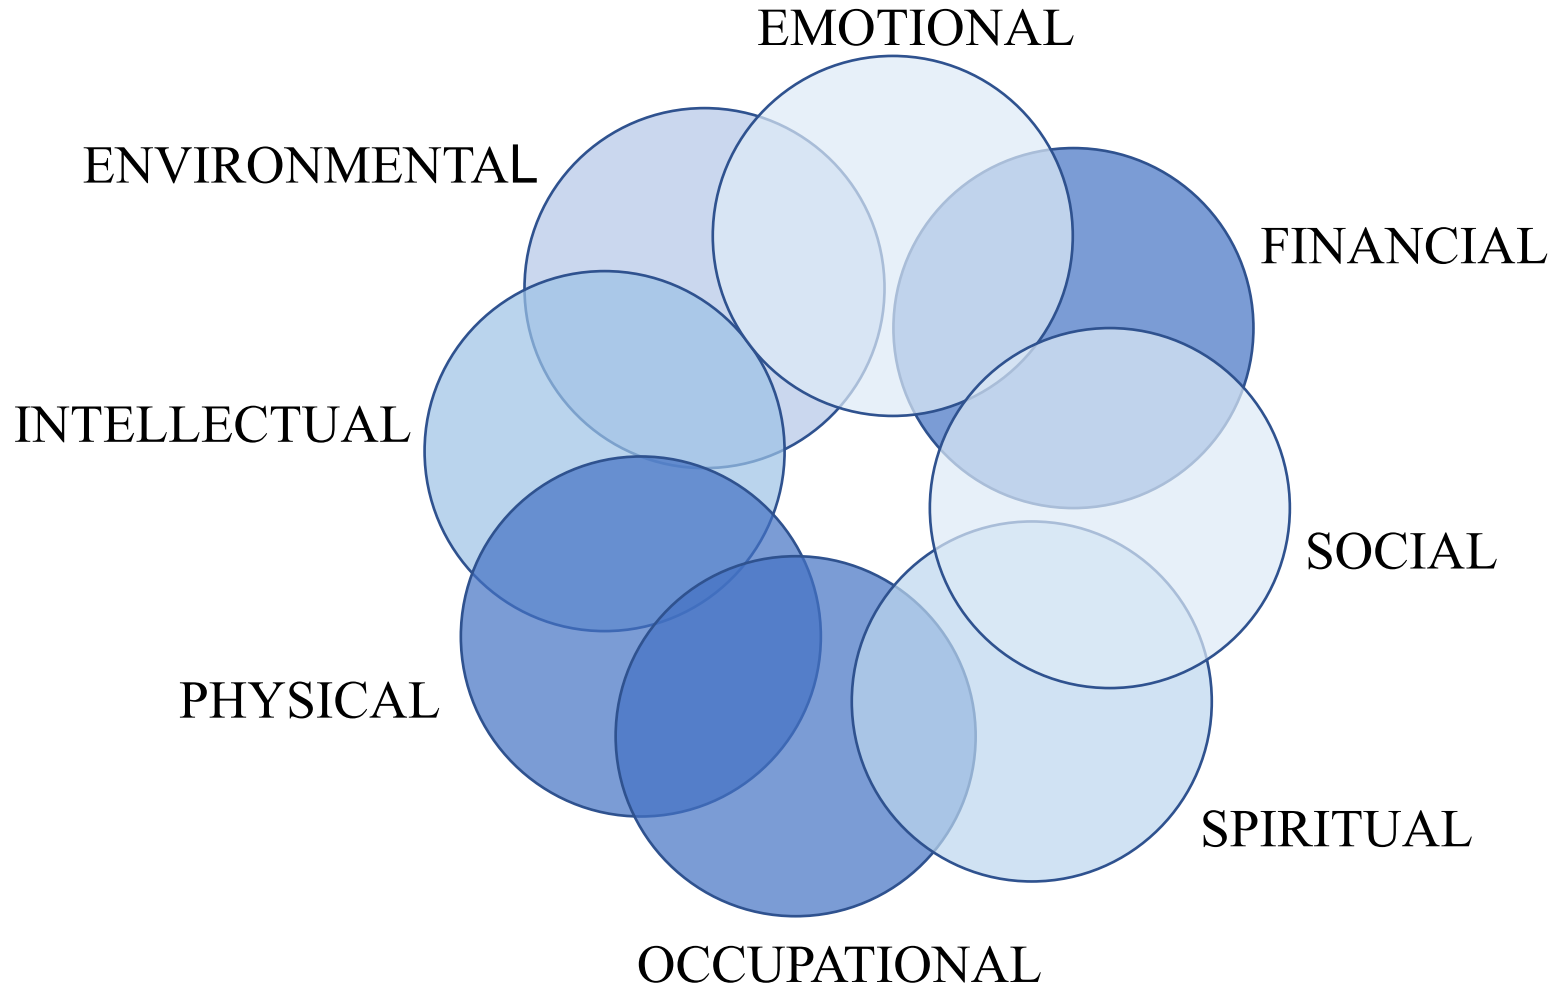 EMOTIONAL
ENVIRONMENTAL
FINANCIAL
INTELLECTUAL
SOCIAL
PHYSICAL
SPIRITUAL
OCCUPATIONAL